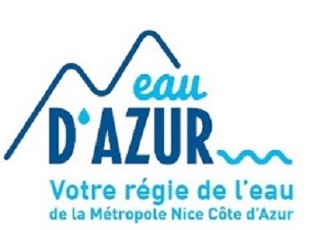 eau
D'AZUR
Votre régie de l'eau
de la Métropole Nice Côte d'Azur